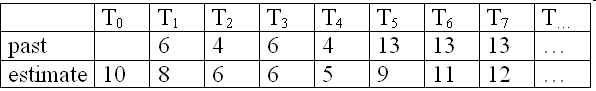 T₀ T₁ T₂ T₃ T₄ T₅ T₆ T₇ T...
past 6 4 6 4 13 13 13 ...
estimate 10 8 6 6 5 9 11 12 ...